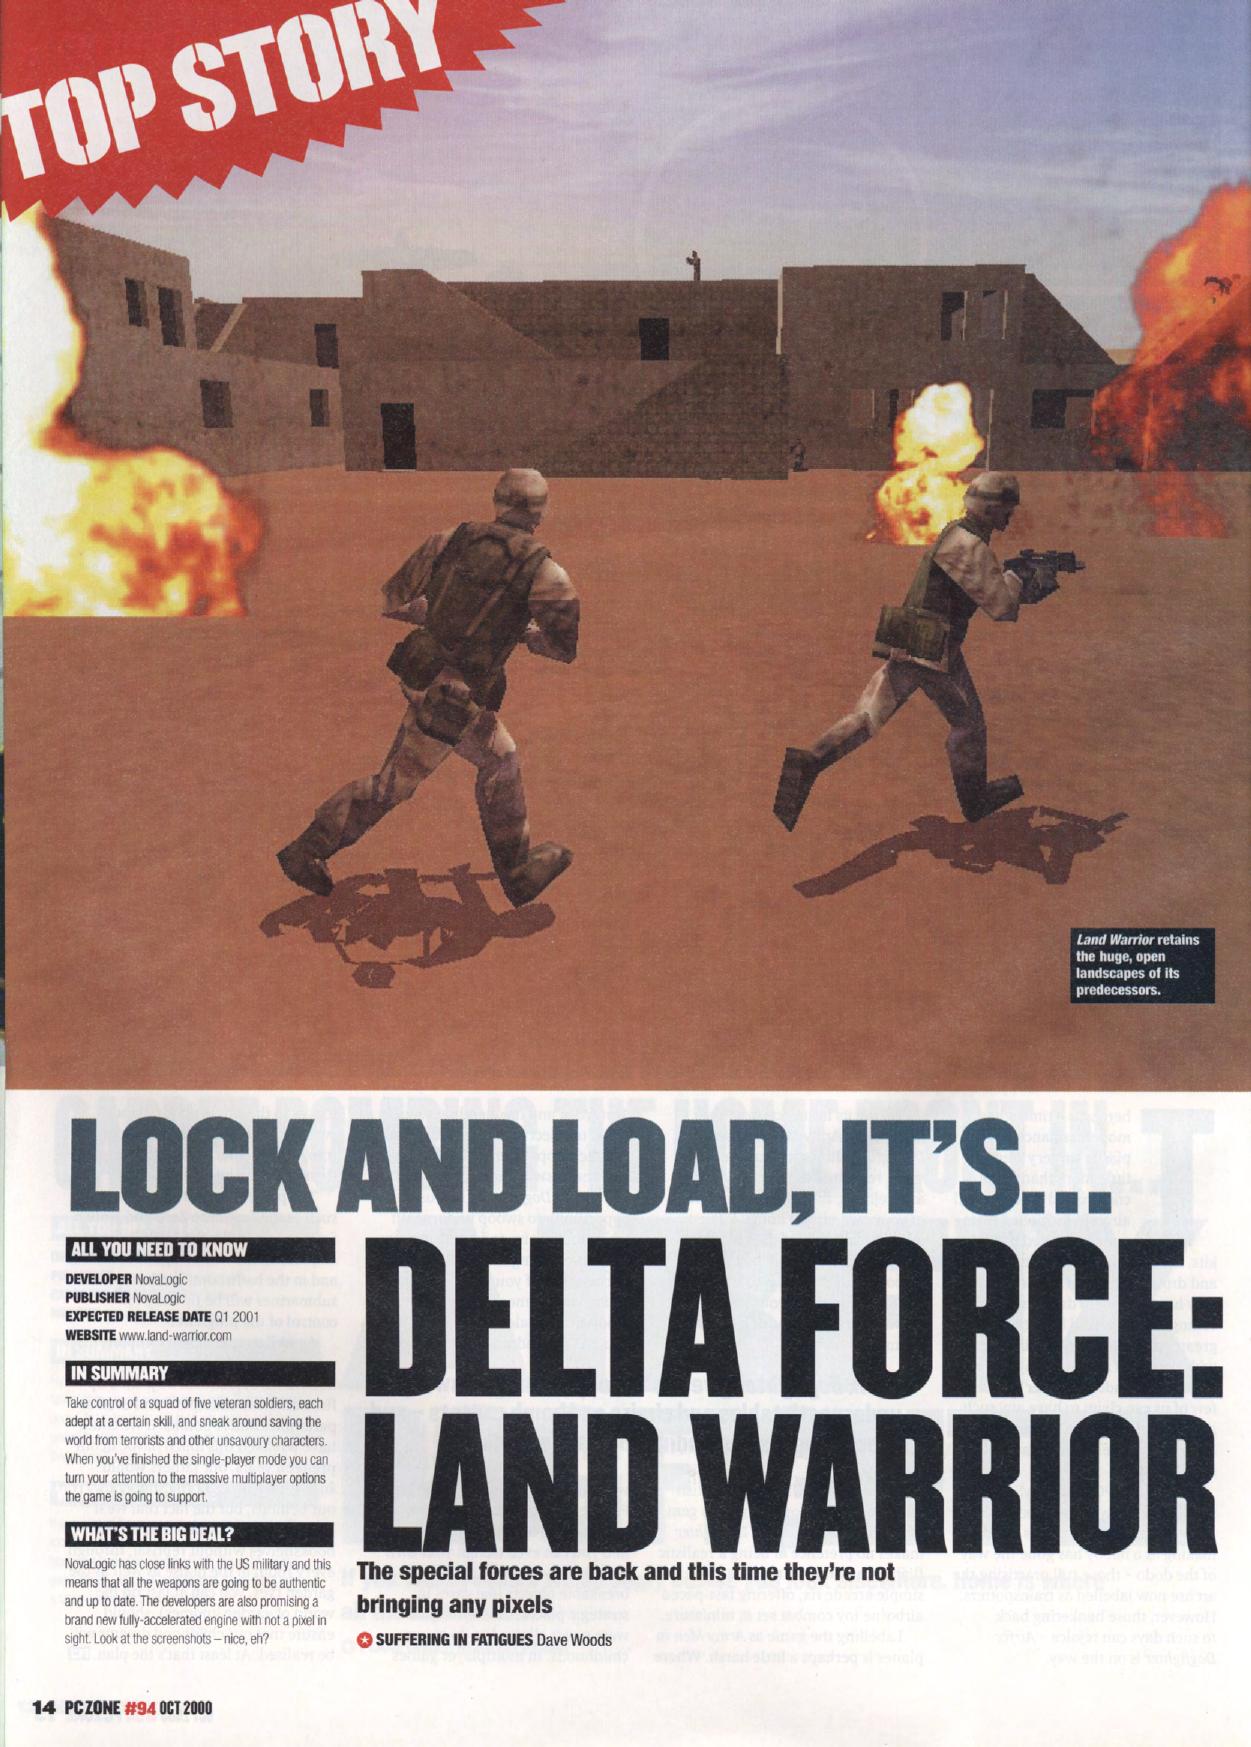 TOP STORY
Land Warrior retains
the huge, open
landscapes of its
predecessors.
LOCK AND LOAD, IT'S...
DELTA FORCE:
LAND WARRIOR
ALL YOU NEED TO KNOW
DEVELOPER NovaLogic
PUBLISHER NovaLogic
EXPECTED RELEASE DATE Q1 2001
WEBSITE www.land-warrior.com
IN SUMMARY
Take control of a squad of five veteran soldiers, each
adept at a certain skill, and sneak around saving the
world from terrorists and other unsavoury characters.
When you've finished the single-player mode you can
turn your attention to the massive multiplayer options
the game is going to support.
WHAT'S THE BIG DEAL?
NovaLogic has close links with the US military and this
means that all the weapons are going to be authentic
and up to date. The developers are also promising a
brand new fully-accelerated engine with not a pixel in
sight. Look at the screenshots – nice, eh?
The special forces are back and this time they're not
bringing any pixels
SUFFERING IN FATIGUES Dave Woods
14 PC ZONE #94 OCT 2000